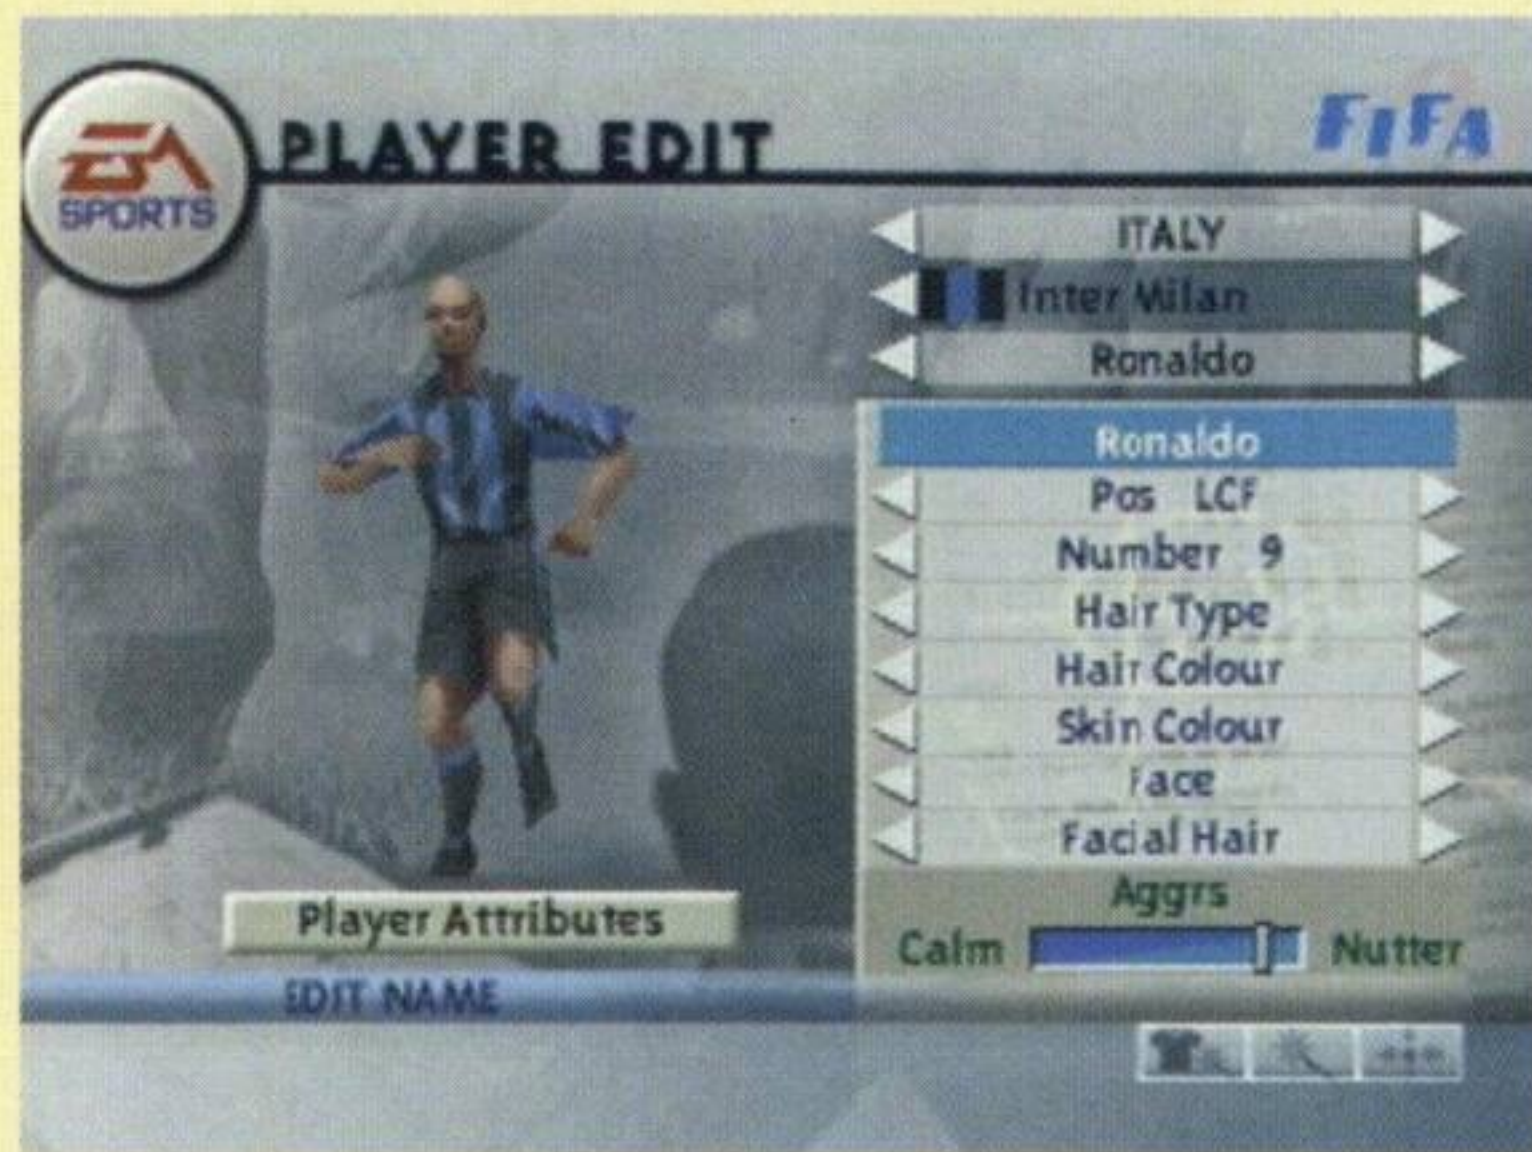 EA
SPORTS
PLAYER EDIT
FIFA
ITALY
Inter Milan
Ronaldo
Ronaldo
Pos LCF
Number 9
Hair Type
Hair Colour
Skin Colour
Face
Facial Hair
Aggrs
Calm Nutter
Player Attributes
EDIT NAME